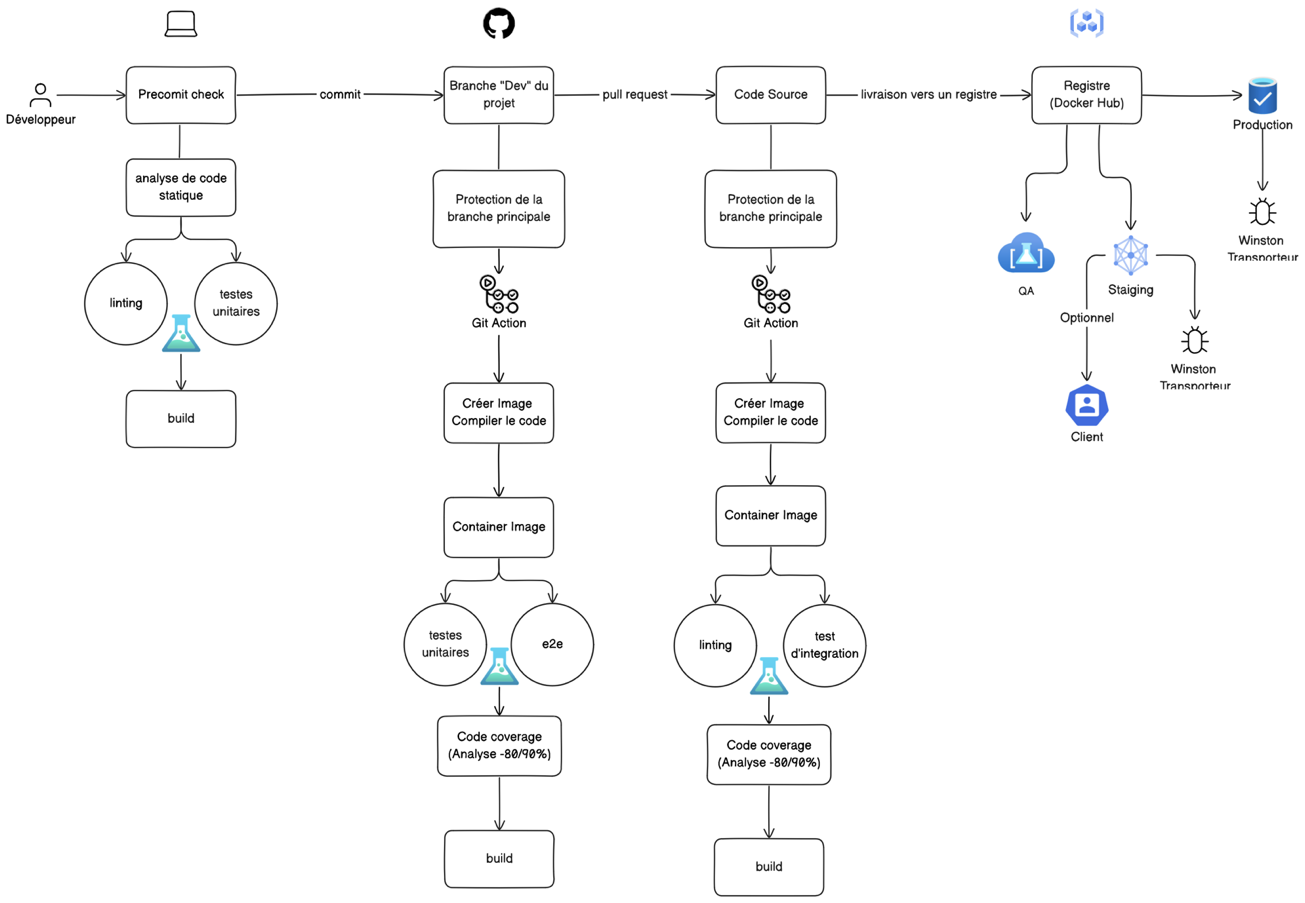 Développeur
Precomit check
commit
Branche "Dev" du
projet
pull request
Code Source
livraison vers un registre
Registre
(Docker Hub)
Production
analyse de code
statique
linting
testes
unitaires
build
Protection de la
branche principale
Git Action
Créer Image
Compiler le code
Container Image
testes
unitaires
e2e
Code coverage
(Analyse -80/90%)
build
Protection de la
branche principale
Git Action
Créer Image
Compiler le code
Container Image
linting
test
d'integration
Code coverage
(Analyse -80/90%)
build
QA
Staiging
Optionnel
Client
Winston
Transporteur
Winston
Transporteur